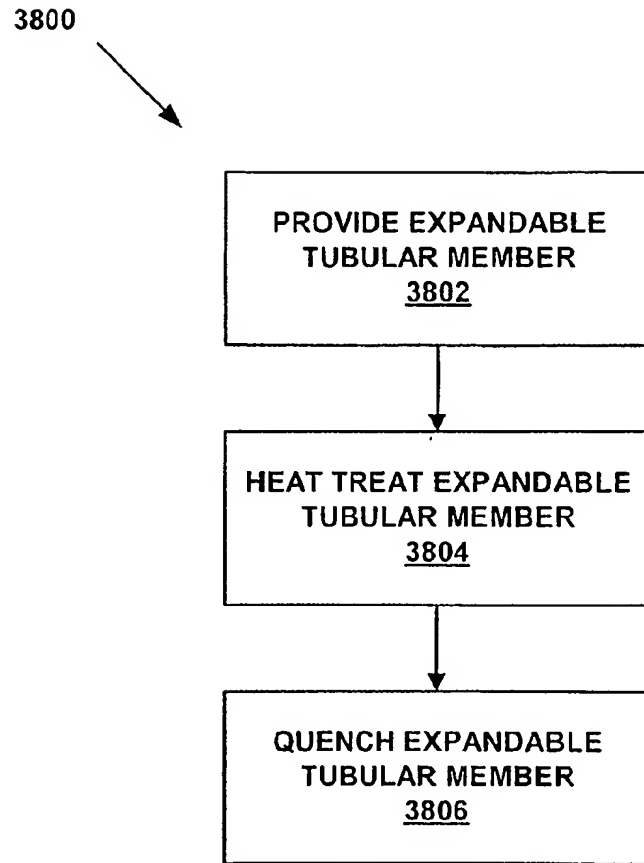 3800
PROVIDE EXPANDABLE
TUBULAR MEMBER
3802
HEAT TREAT EXPANDABLE
TUBULAR MEMBER
3804
QUENCH EXPANDABLE
TUBULAR MEMBER
3806